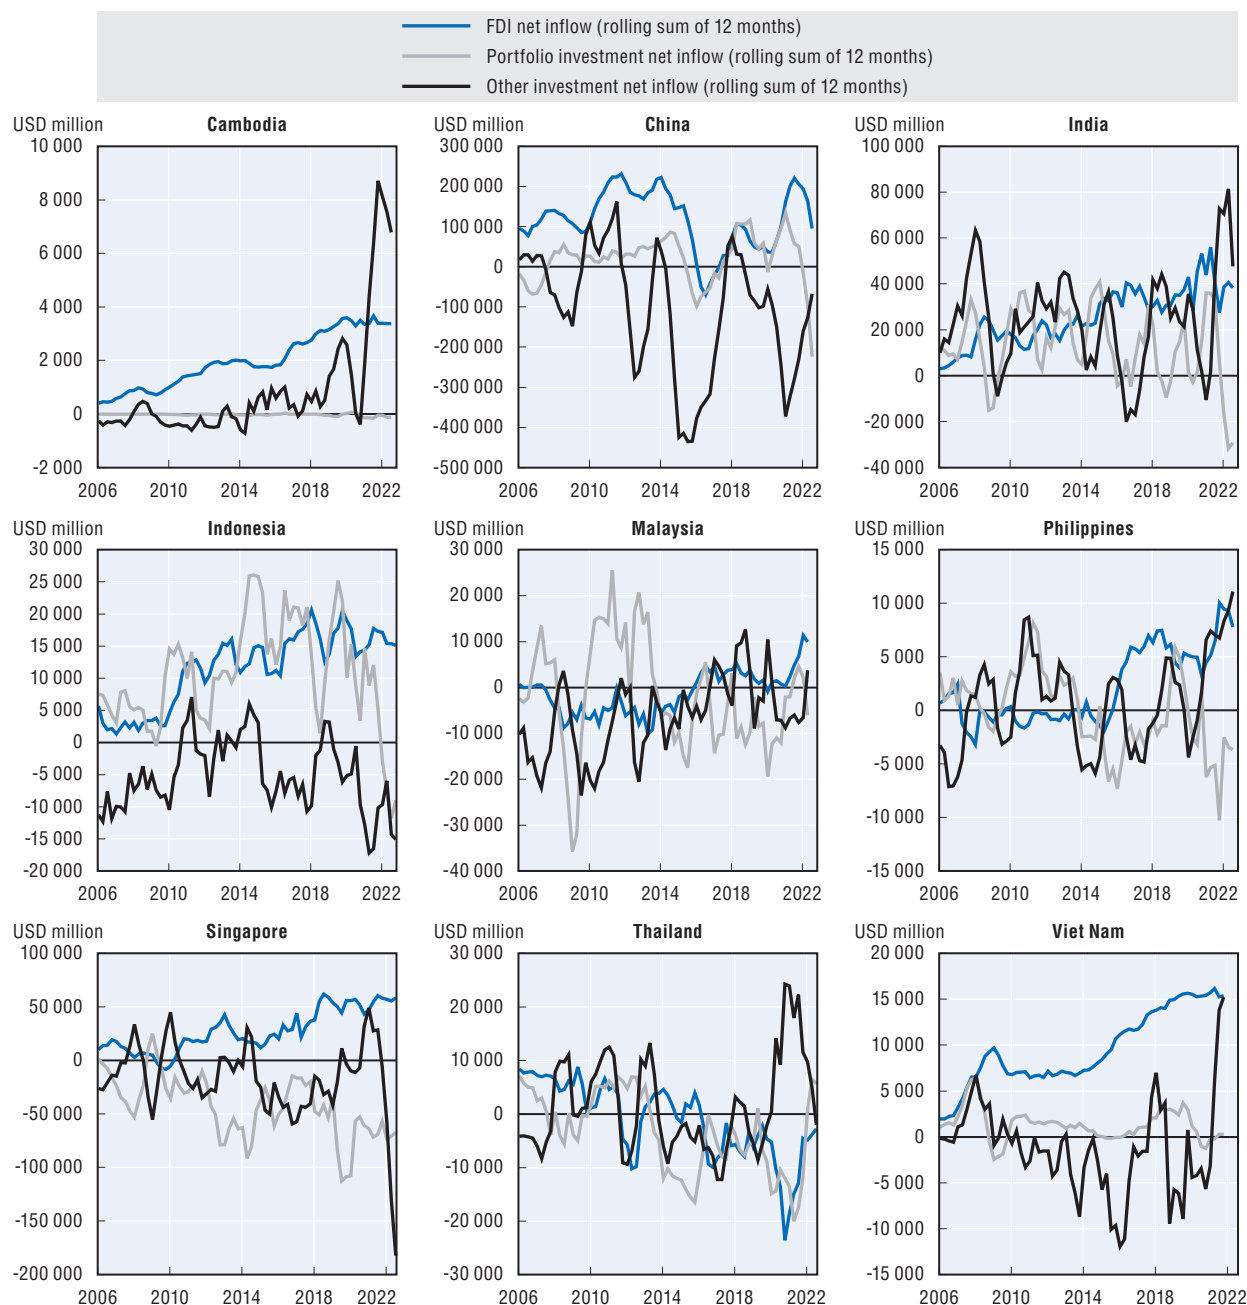 FDI net inflow (rolling sum of 12 months)
Portfolio investment net inflow (rolling sum of 12 months)
Other investment net inflow (rolling sum of 12 months)
USD million
Cambodia
10 000
8 000
6 000
4 000
2 000
0
-2 000
2006 2010 2014 2018 2022
USD million
China
300 000
200 000
100 000
0
-100 000
-200 000
-300 000
-400 000
-500 000
2006 2010 2014 2018 2022
USD million
India
100 000
80 000
60 000
40 000
20 000
0
-20 000
-40 000
2006 2010 2014 2018 2022
USD million
Indonesia
30 000
25 000
20 000
15 000
10 000
5 000
0
-5 000
-10 000
-15 000
-20 000
2006 2010 2014 2018 2022
USD million
Malaysia
30 000
20 000
10 000
0
-10 000
-20 000
-30 000
-40 000
2006 2010 2014 2018 2022
USD million
Philippines
15 000
10 000
5 000
0
-5 000
-10 000
-15 000
2006 2010 2014 2018 2022
USD million
Singapore
100 000
50 000
0
-50 000
-100 000
-150 000
-200 000
2006 2010 2014 2018 2022
USD million
Thailand
30 000
20 000
10 000
0
-10 000
-20 000
-30 000
2006 2010 2014 2018 2022
USD million
Viet Nam
20 000
15 000
10 000
5 000
0
-5 000
-10 000
-15 000
2006 2010 2014 2018 2022